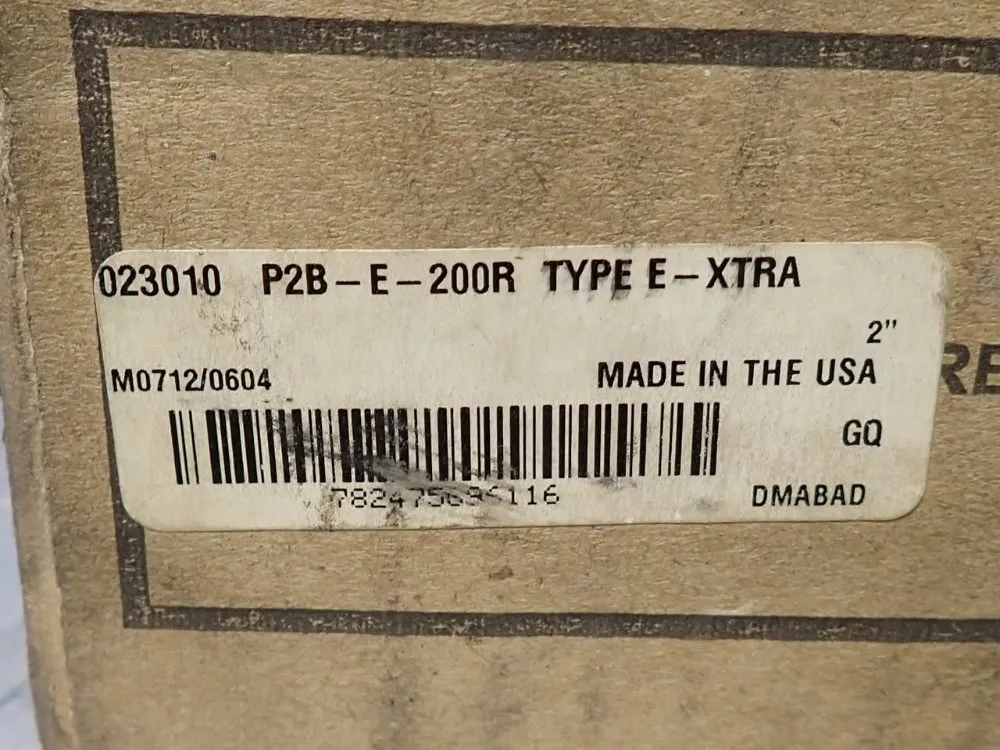 023010 P2B-E-200R TYPE E-XTRA
2"
M0712/0604 MADE IN THE USA
GQ
DMABAD